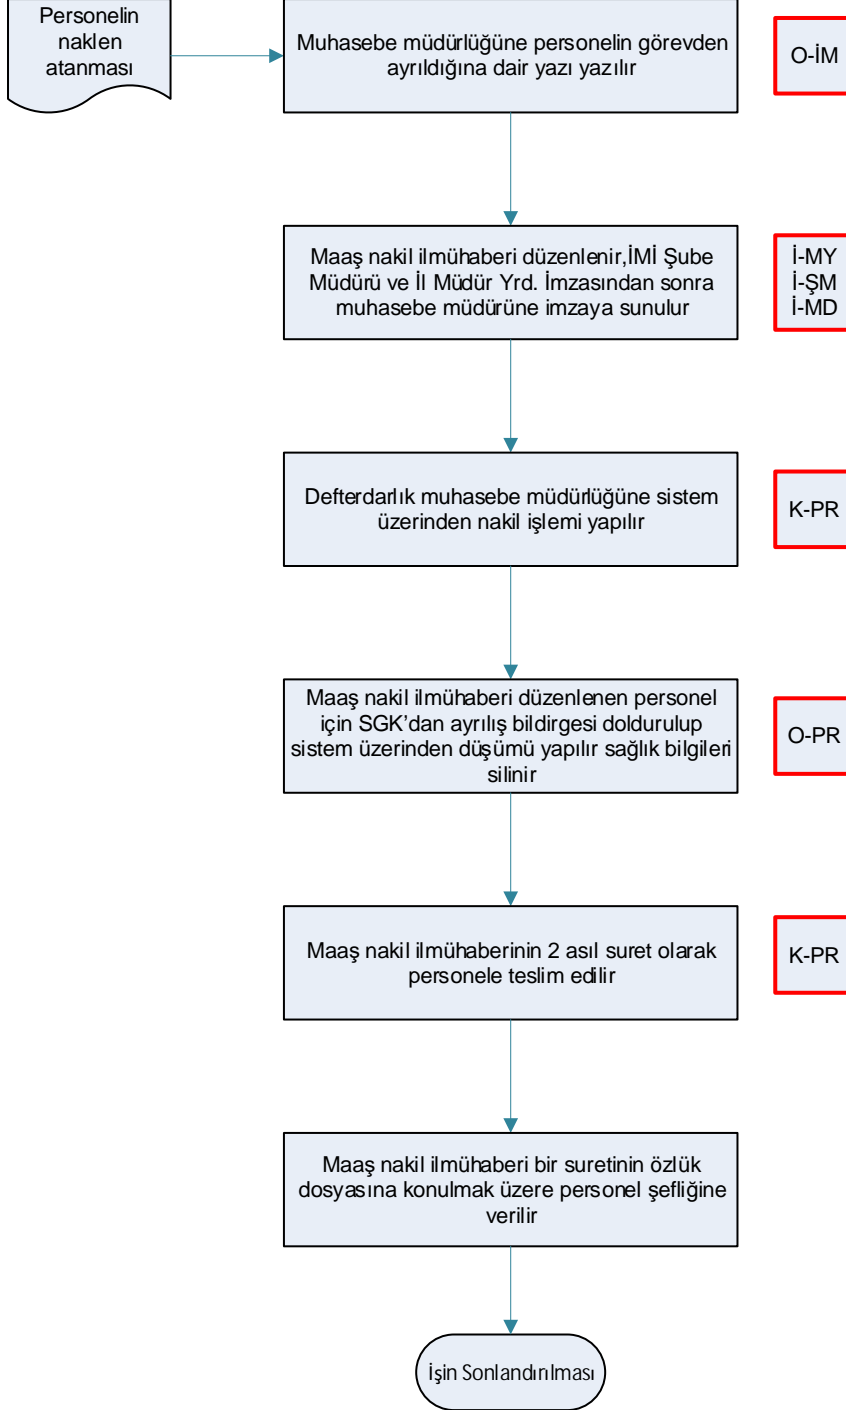 Personelin
naklen
atanması
Muhasebe müdürlüğüne personelin görevden
ayrıldığına dair yazı yazılır
O-İM
Maaş nakil ilmühaberi düzenlenir,İMİ Şube
Müdürü ve İl Müdür Yrd. İmzasından sonra
muhasebe müdürüne imzaya sunulur
İ-MY
İ-ŞM
İ-MD
Defterdarlık muhasebe müdürlüğüne sistem
üzerinden nakil işlemi yapılır
K-PR
Maaş nakil ilmühaberi düzenlenen personel
için SGK’dan ayrılış bildirgesi doldurulup
sistem üzerinden düşümü yapılır sağlık bilgileri
silinir
O-PR
Maaş nakil ilmühaberinin 2 asıl suret olarak
personele teslim edilir
K-PR
Maaş nakil ilmühaberi bir suretinin özlük
dosyasına konulmak üzere personel şefliğine
verilir
İşin Sonlandırılması